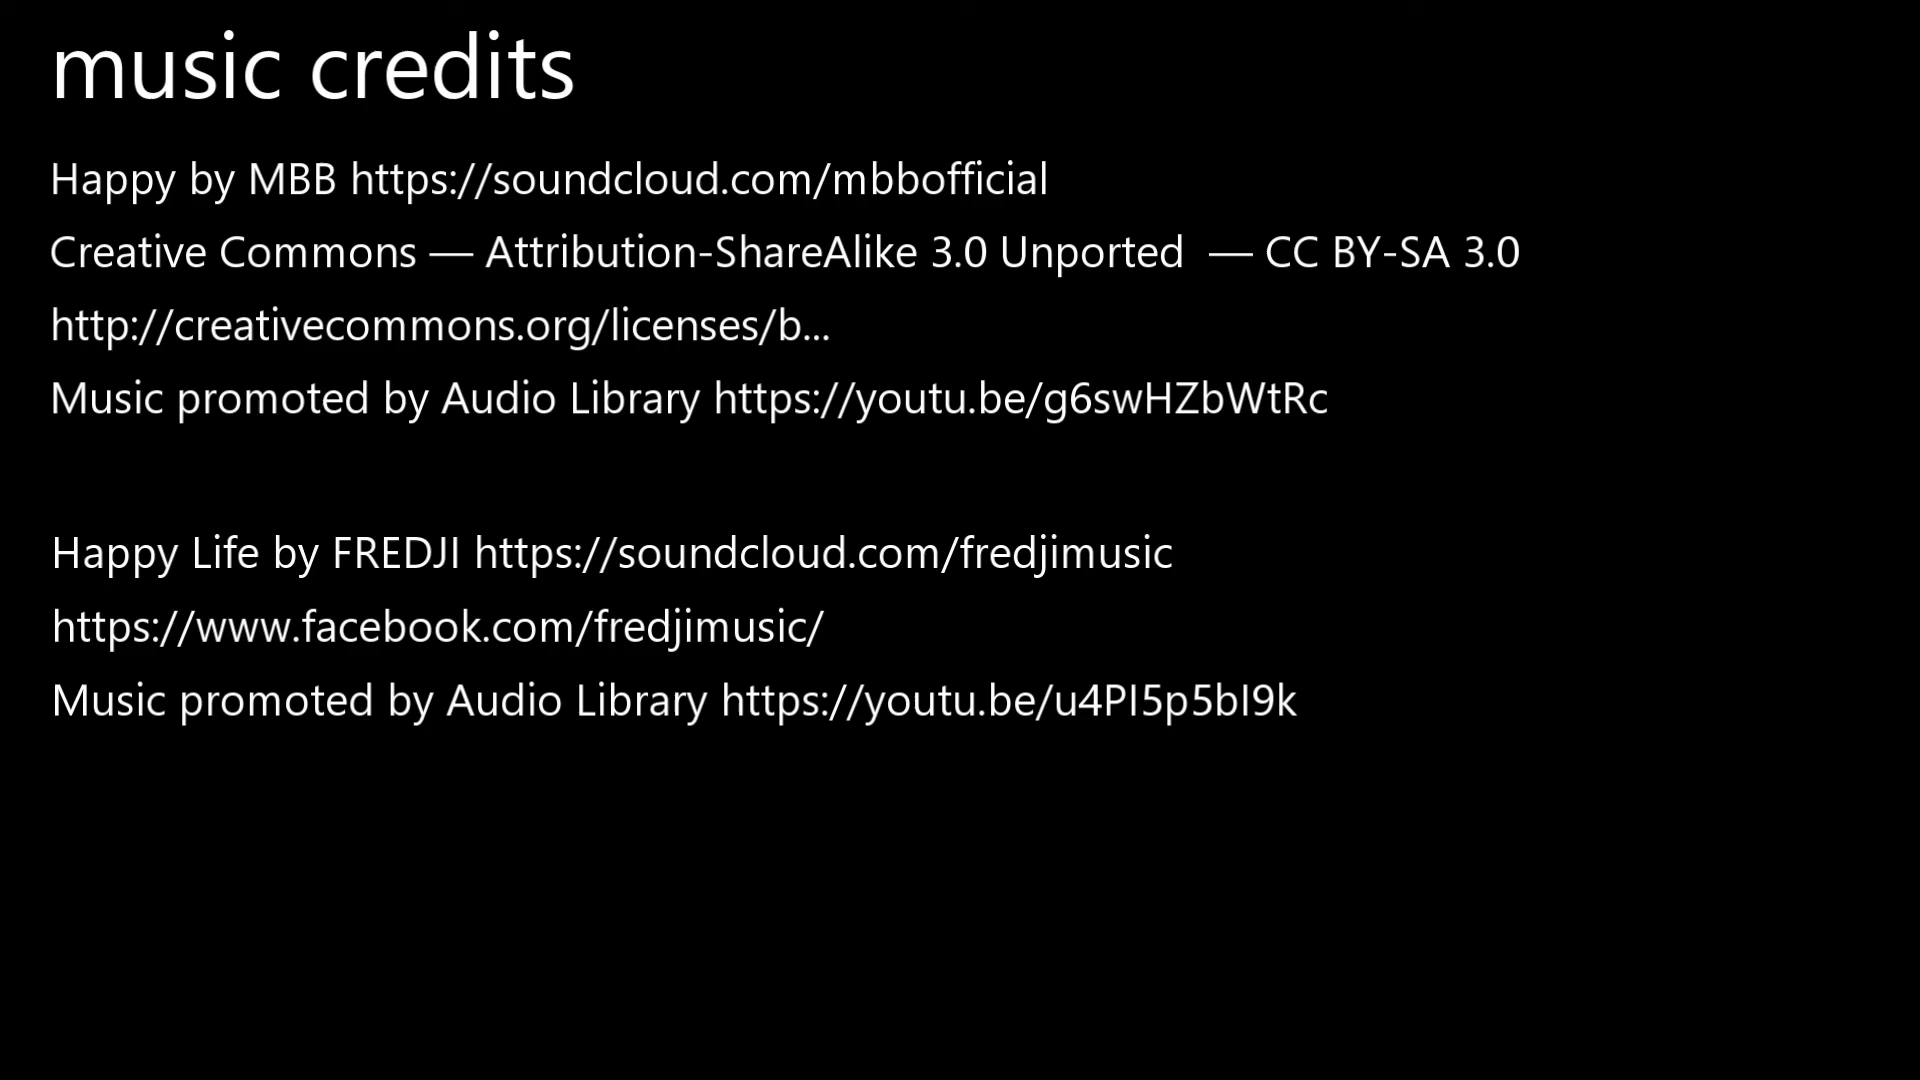 music credits
Happy by MBB https://soundcloud.com/mbbofficial
Creative Commons — Attribution-ShareAlike 3.0 Unported  — CC BY-SA 3.0
http://creativecommons.org/licenses/b...
Music promoted by Audio Library https://youtu.be/g6swHZbWtRc
Happy Life by FREDJI https://soundcloud.com/fredjimusic
https://www.facebook.com/fredjimusic/
Music promoted by Audio Library https://youtu.be/u4PI5p5bI9k